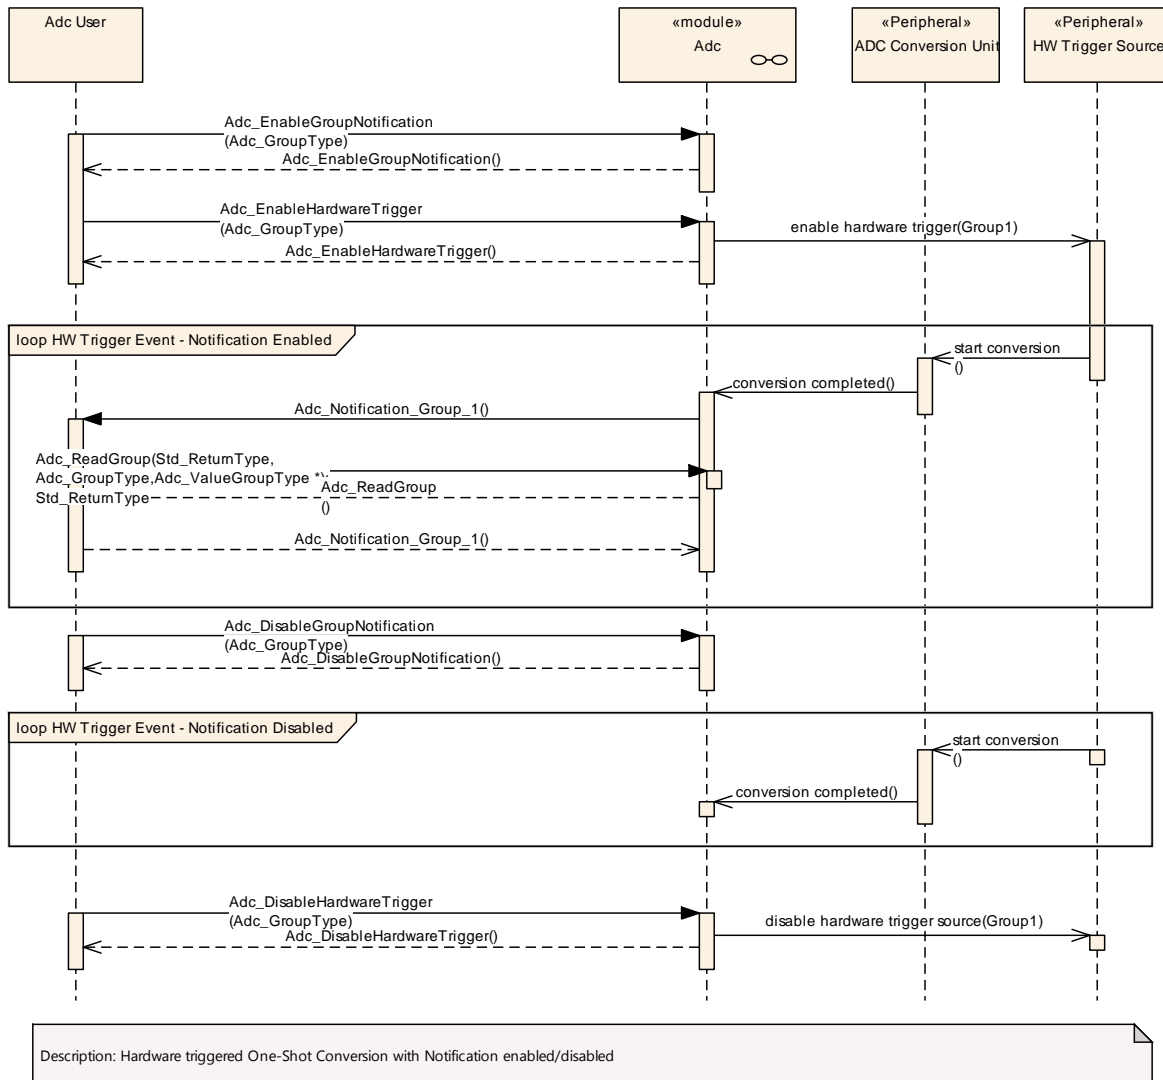 Adc User
«module»
Adc
«Peripheral»
ADC Conversion Unit
«Peripheral»
HW Trigger Source
Adc_EnableGroupNotification
(Adc_GroupType)
Adc_EnableGroupNotification()
Adc_EnableHardwareTrigger
(Adc_GroupType)
enable hardware trigger(Group1)
Adc_EnableHardwareTrigger()
loop HW Trigger Event - Notification Enabled
start conversion
()
conversion completed()
Adc_Notification_Group_1()
Adc_ReadGroup(Std_ReturnType,
Adc_GroupType,Adc_ValueGroupType *):
Std_ReturnType
Adc_ReadGroup
()
Adc_Notification_Group_1()
Adc_DisableGroupNotification
(Adc_GroupType)
Adc_DisableGroupNotification()
loop HW Trigger Event - Notification Disabled
start conversion
()
conversion completed()
Adc_DisableHardwareTrigger
(Adc_GroupType)
disable hardware trigger source(Group1)
Adc_DisableHardwareTrigger()
Description: Hardware triggered One-Shot Conversion with Notification enabled/disabled